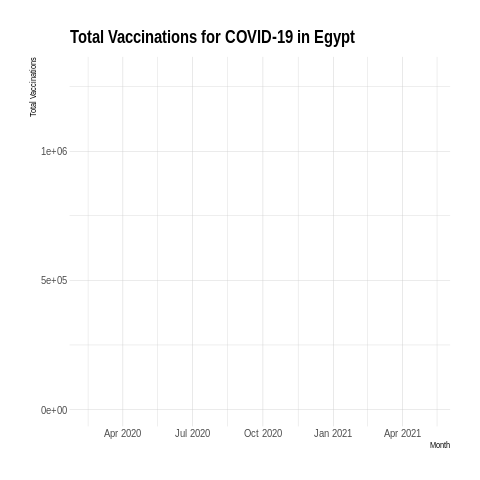 Total Vaccinations for COVID-19 in Egypt
Total Vaccinations
1e+06
5e+05
0e+00
Apr 2020 Jul 2020 Oct 2020 Jan 2021 Apr 2021
Month